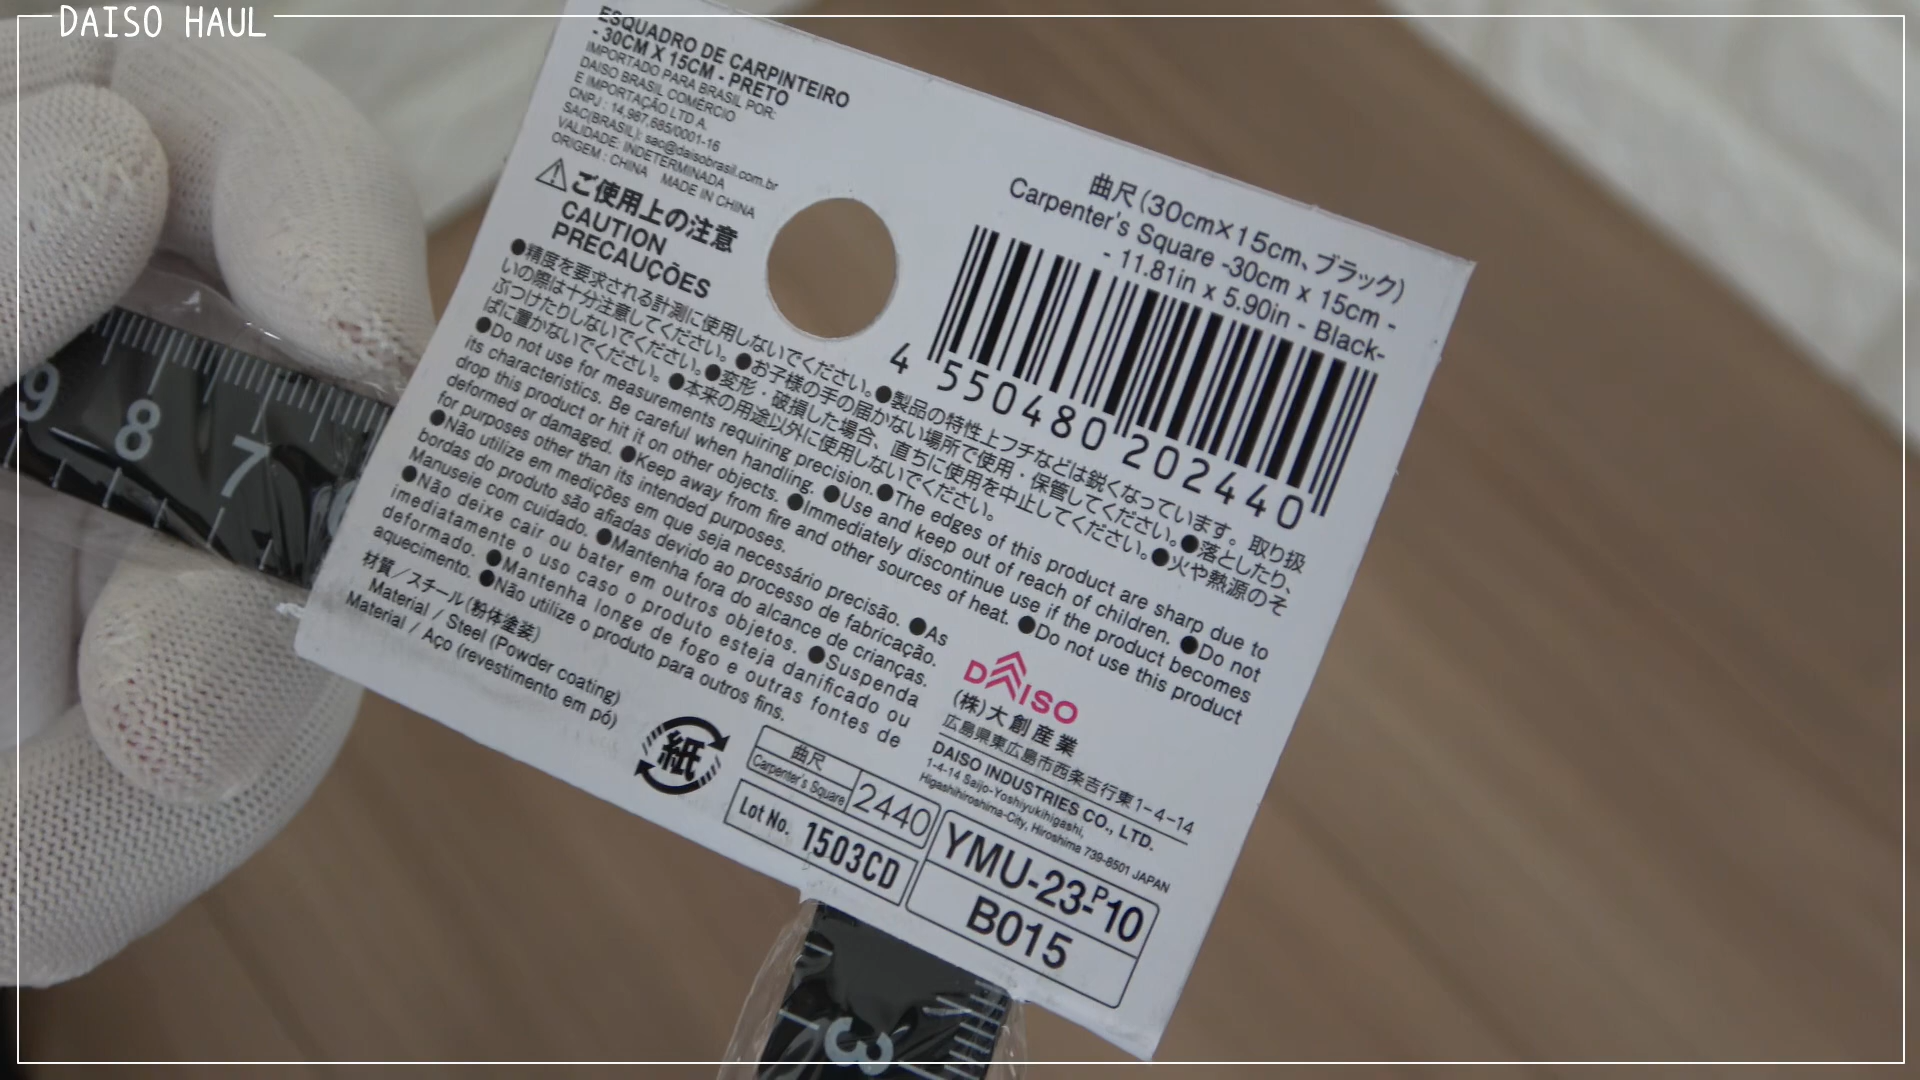 DAISO HAUL
ESQUADRO DE CARPINTEIRO
- 30CM X 15CM - PRETO
IMPORTADO PARA BRASIL POR:
DAISO BRASIL COMÉRCIO
E IMPORTAÇÃO LTD A.
CNPJ : 14,987,685/0001-16
SAC(BRASIL): sac@daisobrasil.com.br
VALIDADE: INDETERMINADA
ORIGEM : CHINA MADE IN CHINA
ご使用上の注意
CAUTION
PRECAUÇÕES
●精度を要求される計測に使用しないでください。●製品の特性上フチなどは鋭くなっています。取り扱
いの際は十分注意してください。●お子様の手の届かない場所で使用・保管してください。●落としたり、
ぶつけたりしないでください。●変形・破損した場合、直ちに使用を中止してください。●火や熱源のそ
ばに置かないでください。●本来の用途以外に使用しないでください。
●Do not use for measurements requiring precision. ●The edges of this product are sharp due to
its characteristics. Be careful when handling. ●Use and keep out of reach of children. ●Do not
drop this product or hit it on other objects. ●Immediately discontinue use if the product becomes
deformed or damaged. ●Keep away from fire and other sources of heat. ●Do not use this product
for purposes other than its intended purposes.
●Não utilize em medições em que seja necessário precisão. ●As
bordas do produto são afiadas devido ao processo de fabricação.
Manuseie com cuidado. ●Mantenha fora do alcance de crianças.
●Não deixe cair ou bater em outros objetos. ●Suspenda
imediatamente o uso caso o produto esteja danificado ou
deformado. ●Mantenha longe de fogo e outras fontes de
aquecimento. ●Não utilize o produto para outros fins.
材質/スチール(粉体塗装)
Material / Steel (Powder coating)
Material / Aço (revestimento em pó)
曲尺(30cm×15cm、ブラック)
Carpenter's Square -30cm x 15cm -
- 11.81in x 5.90in - Black-
4 550480 202440
DAISO
(株)大創産業
広島県東広島市西条吉行東1-4-14
DAISO INDUSTRIES CO., LTD.
1-4-14 Saijo-Yoshiyukihigashi,
Higashihiroshima-City, Hiroshima 739-8501 JAPAN
紙
曲尺
Carpenter's Square
2440
Lot No. 1503CD
YMU-23-P10
B015
9 8 7
3